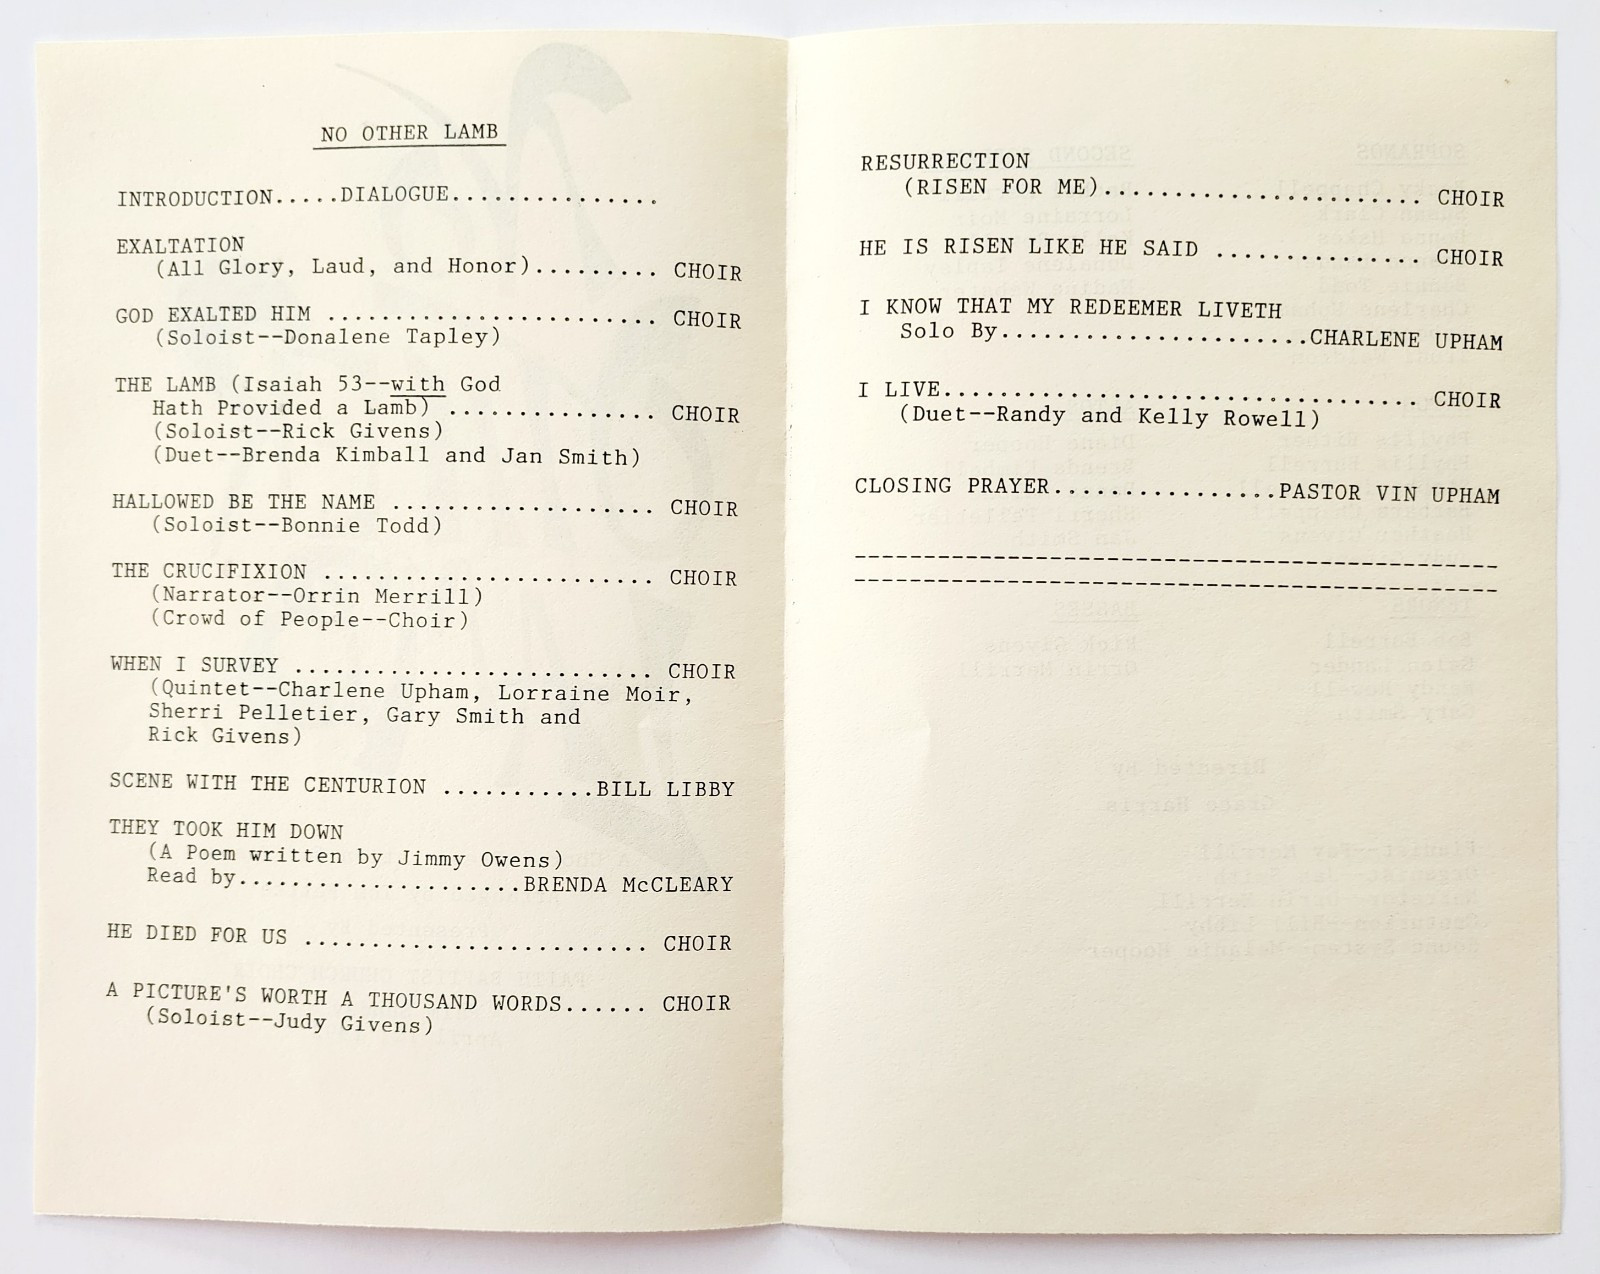 NO OTHER LAMB
INTRODUCTION.....DIALOGUE................
EXALTATION
(All Glory, Laud, and Honor)......... CHOIR
GOD EXALTED HIM ......................... CHOIR
(Soloist--Donalene Tapley)
THE LAMB (Isaiah 53--with God
Hath Provided a Lamb) ................ CHOIR
(Soloist--Rick Givens)
(Duet--Brenda Kimball and Jan Smith)
HALLOWED BE THE NAME .................... CHOIR
(Soloist--Bonnie Todd)
THE CRUCIFIXION ......................... CHOIR
(Narrator--Orrin Merrill)
(Crowd of People--Choir)
WHEN I SURVEY ........................... CHOIR
(Quintet--Charlene Upham, Lorraine Moir,
Sherri Pelletier, Gary Smith and
Rick Givens)
SCENE WITH THE CENTURION ...........BILL LIBBY
THEY TOOK HIM DOWN
(A Poem written by Jimmy Owens)
Read by......................BRENDA McCLEARY
HE DIED FOR US .......................... CHOIR
A PICTURE'S WORTH A THOUSAND WORDS...... CHOIR
(Soloist--Judy Givens)
RESURRECTION
(RISEN FOR ME)........................ CHOIR
HE IS RISEN LIKE HE SAID ............... CHOIR
I KNOW THAT MY REDEEMER LIVETH
Solo By.......................CHARLENE UPHAM
I LIVE................................... CHOIR
(Duet--Randy and Kelly Rowell)
CLOSING PRAYER.................PASTOR VIN UPHAM